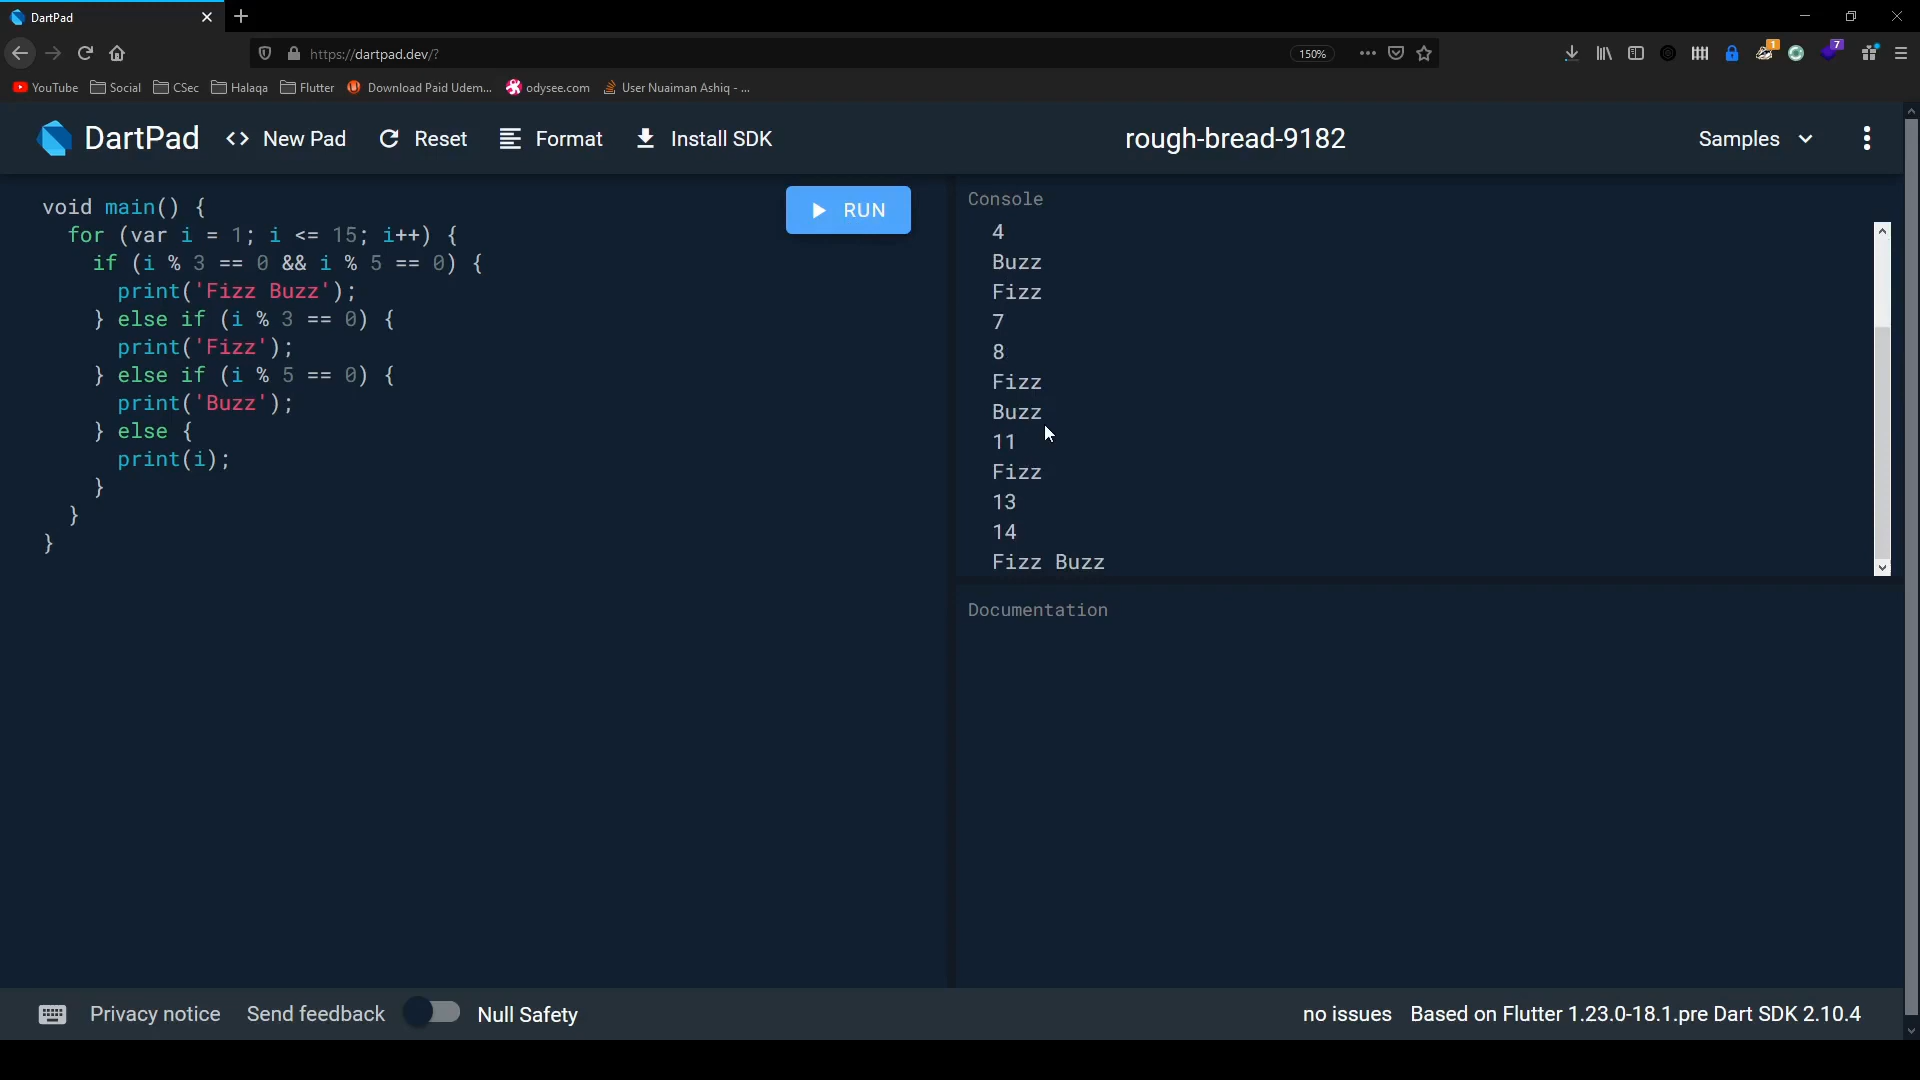 DartPad
https://dartpad.dev/?
150%
1
7
YouTube Social CSec Halaqa Flutter Download Paid Udem... odysee.com User Nuaiman Ashiq - ...
DartPad <> New Pad Reset Format Install SDK rough-bread-9182 Samples
void main() {
for (var i = 1; i <= 15; i++) {
if (i % 3 == 0 && i % 5 == 0) {
print('Fizz Buzz');
} else if (i % 3 == 0) {
print('Fizz');
} else if (i % 5 == 0) {
print('Buzz');
} else {
print(i);
}
}
}
RUN
Console
4
Buzz
Fizz
7
8
Fizz
Buzz
11
Fizz
13
14
Fizz Buzz
Documentation
Privacy notice Send feedback Null Safety no issues Based on Flutter 1.23.0-18.1.pre Dart SDK 2.10.4